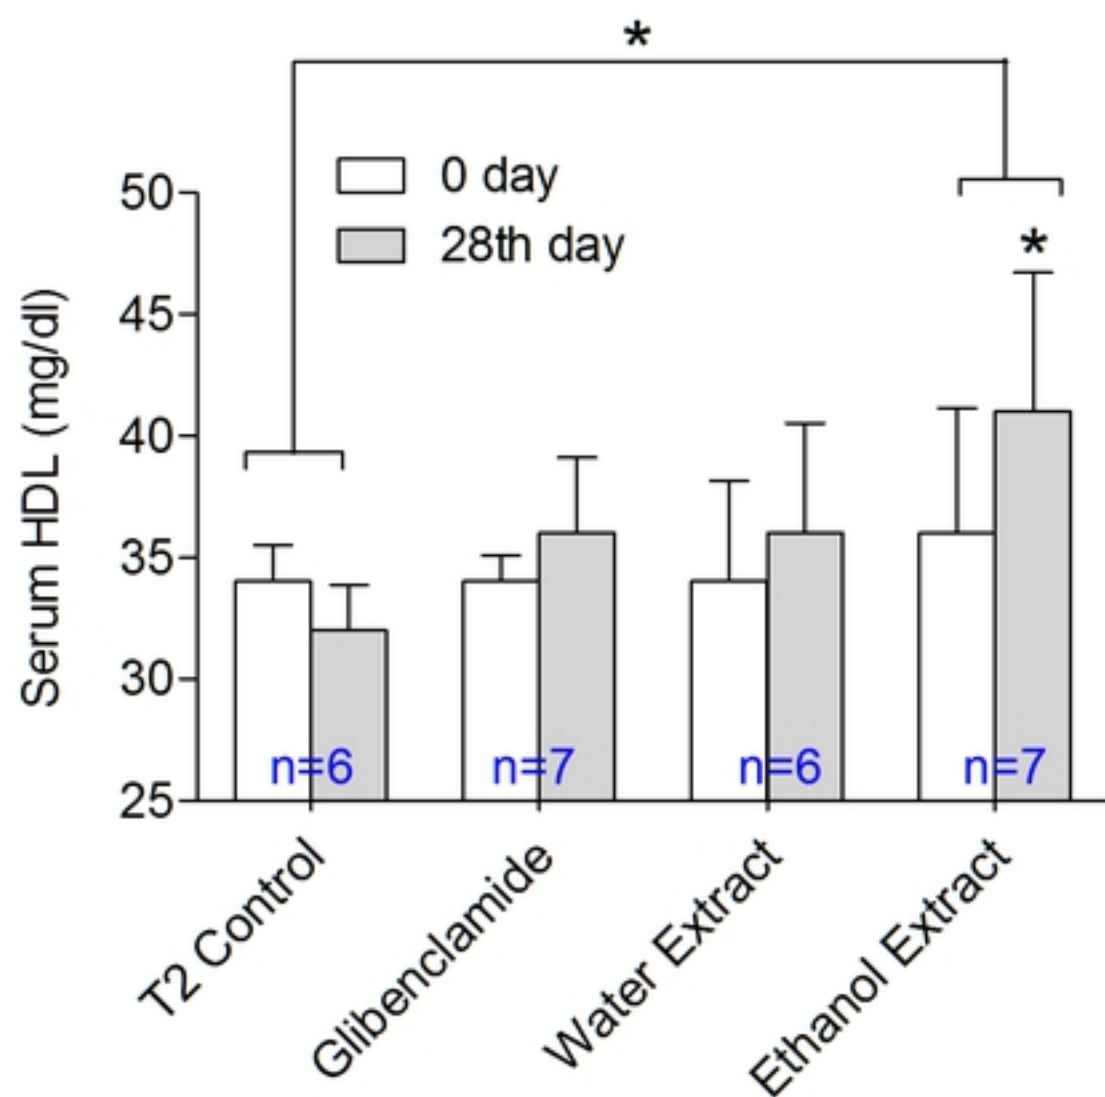 *
0 day
28th day
*
50
45
40
35
30
25
Serum HDL (mg/dl)
n=6
n=7
n=6
n=7
T2 Control
Glibenclamide
Water Extract
Ethanol Extract